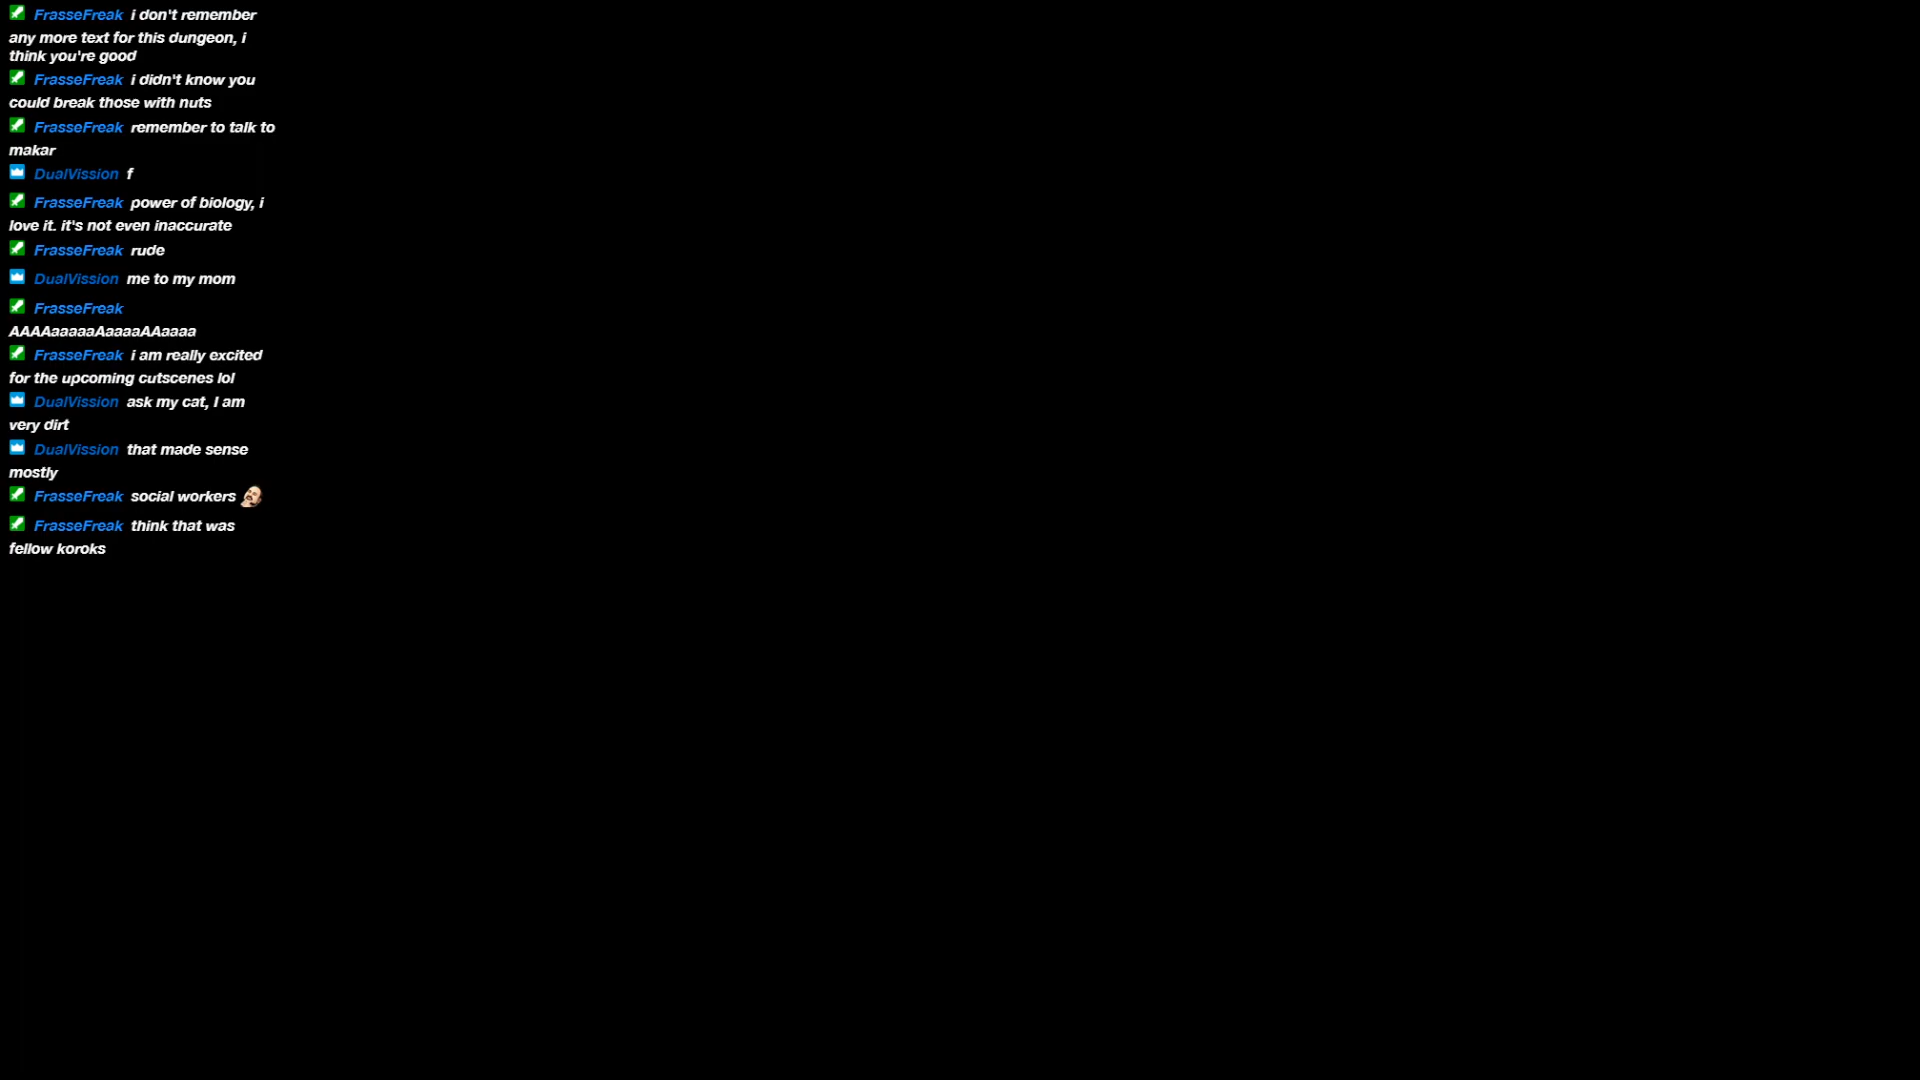 FrasseFreak i don't remember
any more text for this dungeon, i
think you're good
FrasseFreak i didn't know you
could break those with nuts
FrasseFreak remember to talk to
makar
DualVission f
FrasseFreak power of biology, i
love it. it's not even inaccurate
FrasseFreak rude
DualVission me to my mom
FrasseFreak
AAAAaaaaaAaaaaAAaaaa
FrasseFreak i am really excited
for the upcoming cutscenes lol
DualVission ask my cat, I am
very dirt
DualVission that made sense
mostly
FrasseFreak social workers
FrasseFreak think that was
fellow koroks